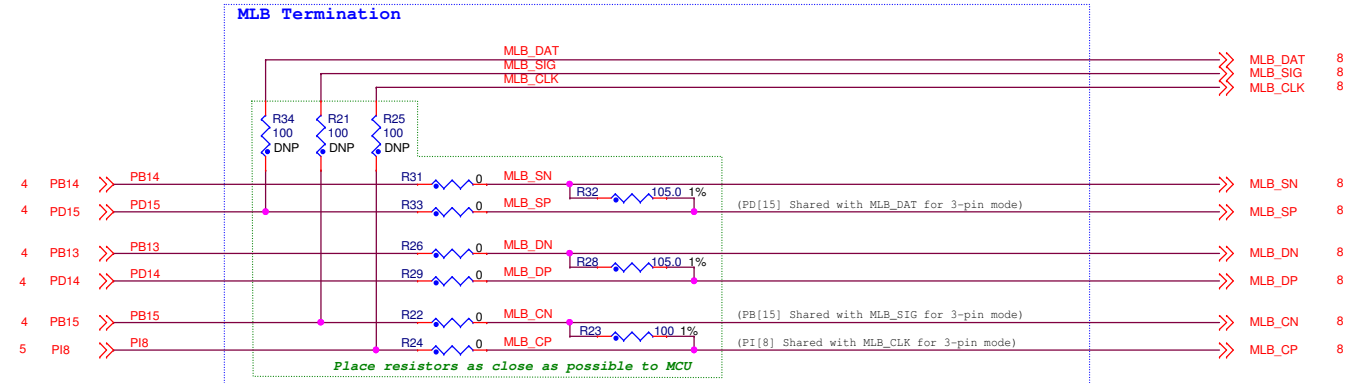 MLB Termination
MLB_DAT
MLB_DAT 8
MLB_SIG
MLB_SIG 8
MLB_CLK
MLB_CLK 8
R34 R21 R25
100 100 100
DNP DNP DNP
4 PB14 PB14 R31 0 MLB_SN MLB_SN 8
R32 105.0 1%
4 PD15 PD15 R33 0 MLB_SP (PD[15] Shared with MLB_DAT for 3-pin mode) MLB_SP 8
4 PB13 PB13 R26 0 MLB_DN MLB_DN 8
R28 105.0 1%
4 PD14 PD14 R29 0 MLB_DP MLB_DP 8
4 PB15 PB15 R22 0 MLB_CN (PB[15] Shared with MLB_SIG for 3-pin mode) MLB_CN 8
R23 100 1%
5 PI8 PI8 R24 0 MLB_CP (PI[8] Shared with MLB_CLK for 3-pin mode) MLB_CP 8
Place resistors as close as possible to MCU